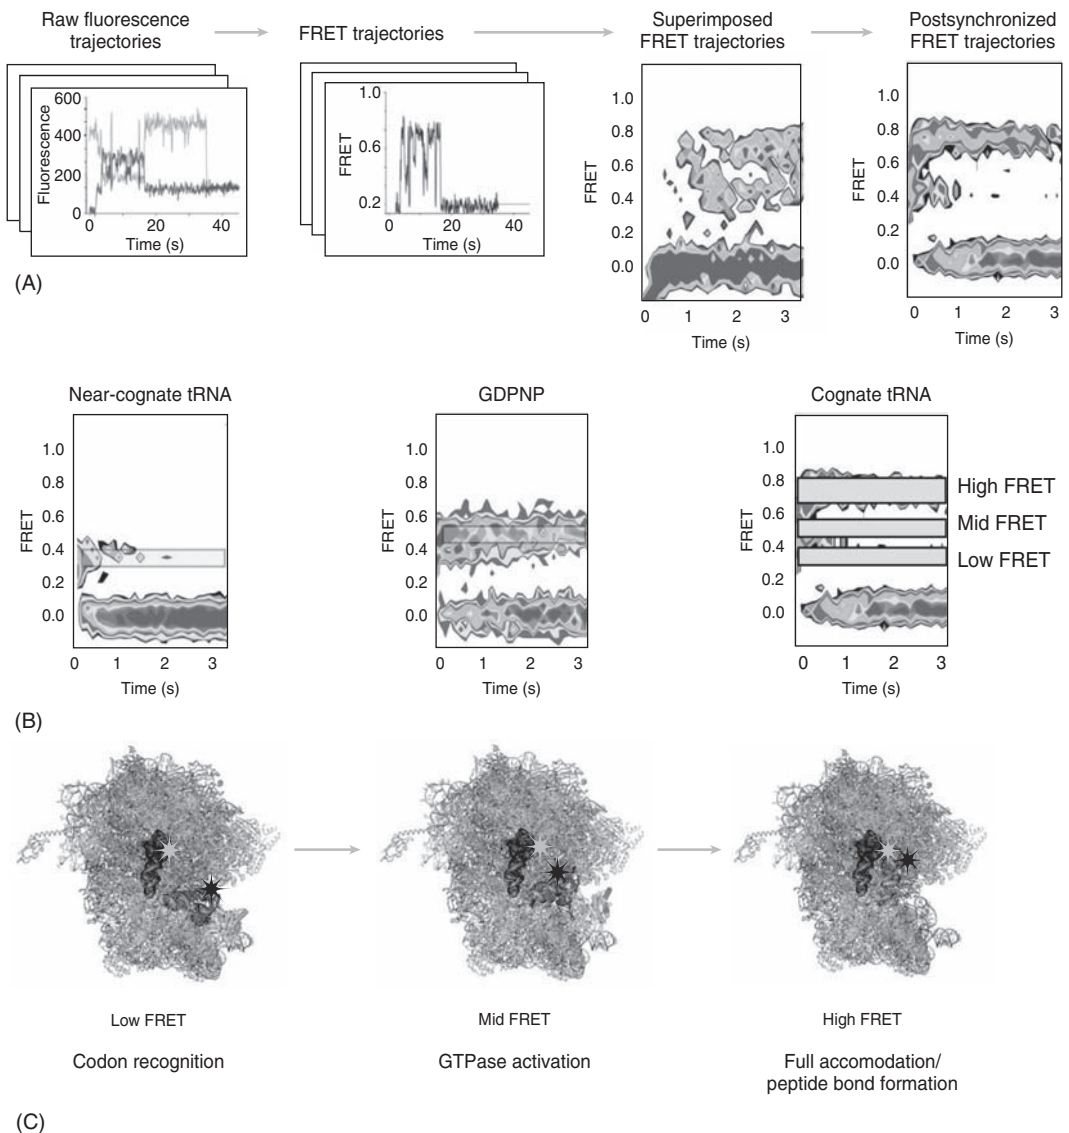 Raw fluorescence
trajectories
FRET trajectories
Superimposed
FRET trajectories
Postsynchronized
FRET trajectories
Fluorescence
600
400
200
0
0 20 40
Time (s)
FRET
1.0
0.6
0.2
0 20 40
Time (s)
FRET
1.0
0.8
0.6
0.4
0.2
0.0
0 1 2 3
Time (s)
FRET
1.0
0.8
0.6
0.4
0.2
0.0
0 1 2 3
Time (s)
(A)
Near-cognate tRNA
FRET
1.0
0.8
0.6
0.4
0.2
0.0
0 1 2 3
Time (s)
GDPNP
FRET
1.0
0.8
0.6
0.4
0.2
0.0
0 1 2 3
Time (s)
Cognate tRNA
FRET
1.0
0.8
0.6
0.4
0.2
0.0
0 1 2 3
Time (s)
High FRET
Mid FRET
Low FRET
(B)
Low FRET
Codon recognition
Mid FRET
GTPase activation
High FRET
Full accomodation/
peptide bond formation
(C)